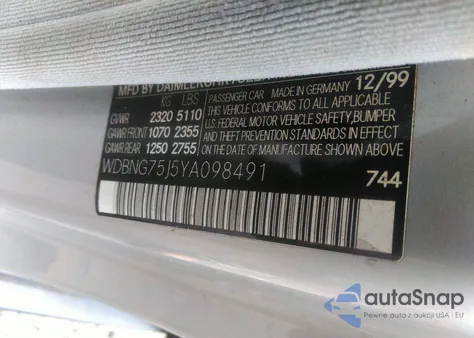 MFD BY DAIMLERCHRYSLER
KG LBS
GVWR 2320 5110
GAWR FRONT 1070 2355
GAWR REAR 1250 2755
PASSENGER CAR MADE IN GERMANY 12/99
THIS VEHICLE CONFORMS TO ALL APPLICABLE
U.S. FEDERAL MOTOR VEHICLE SAFETY, BUMPER
AND THEFT PREVENTION STANDARDS IN EFFECT
ON THE DATE OF MANUFACTURE SHOWN ABOVE
WDBNG75J5YA098491
744
autaSnap
Pewne auta z aukcji USA i EU